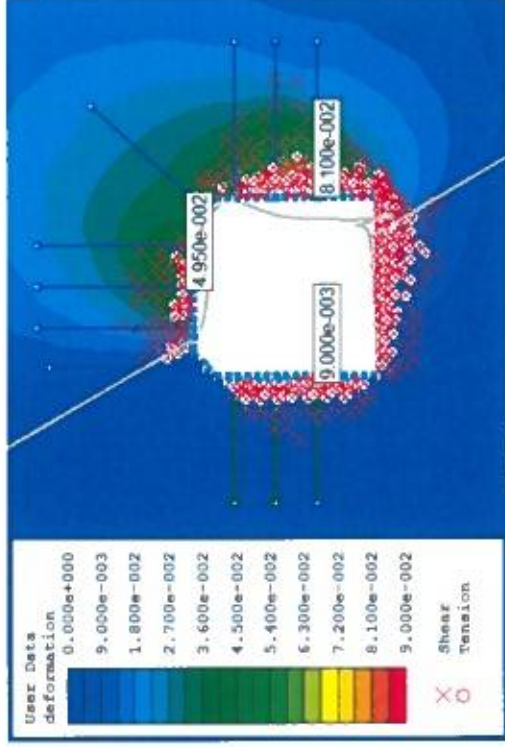 User Data
deformation
0.000e+000
9.000e-003
1.800e-002
2.700e-002
3.600e-002
4.500e-002
5.400e-002
6.300e-002
7.200e-002
8.100e-002
9.000e-002
Shear
Tension
4.950e-002
8.100e-002
9.000e-003